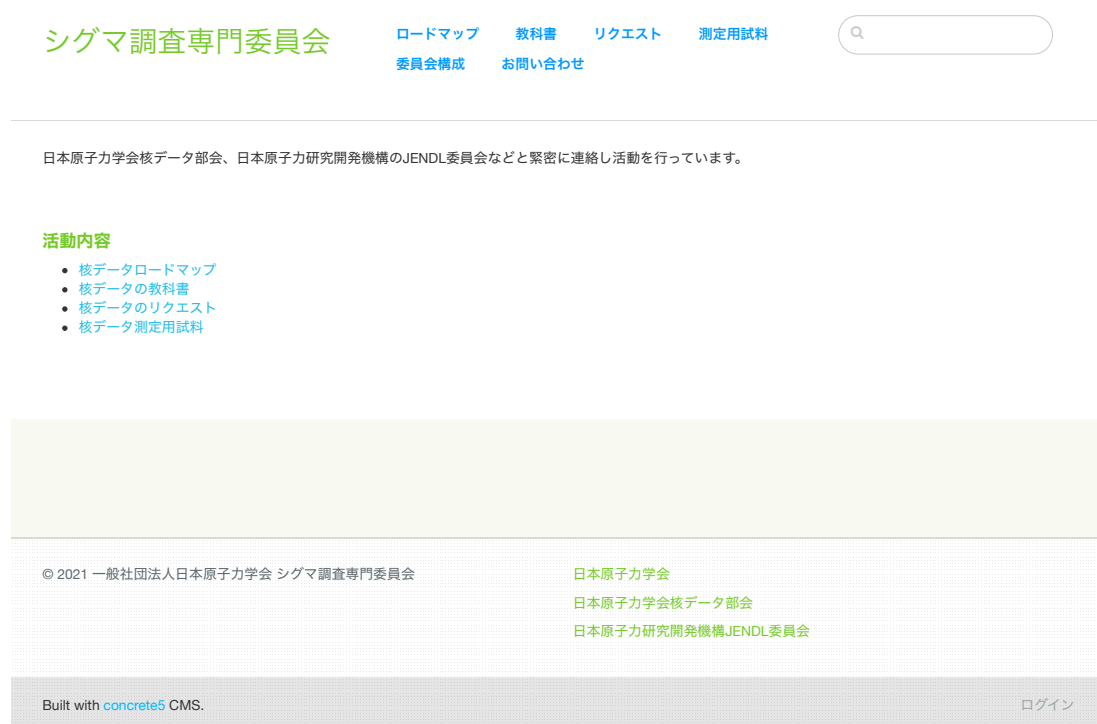 シグマ調査専門委員会
ロードマップ 教科書 リクエスト 測定用試料
委員会構成 お問い合わせ
日本原子力学会核データ部会、日本原子力研究開発機構のJENDL委員会などと緊密に連絡し活動を行っています。
活動内容
核データロードマップ
核データの教科書
核データのリクエスト
核データ測定用試料
© 2021 一般社団法人日本原子力学会 シグマ調査専門委員会
日本原子力学会
日本原子力学会核データ部会
日本原子力研究開発機構JENDL委員会
Built with concrete5 CMS.
ログイン